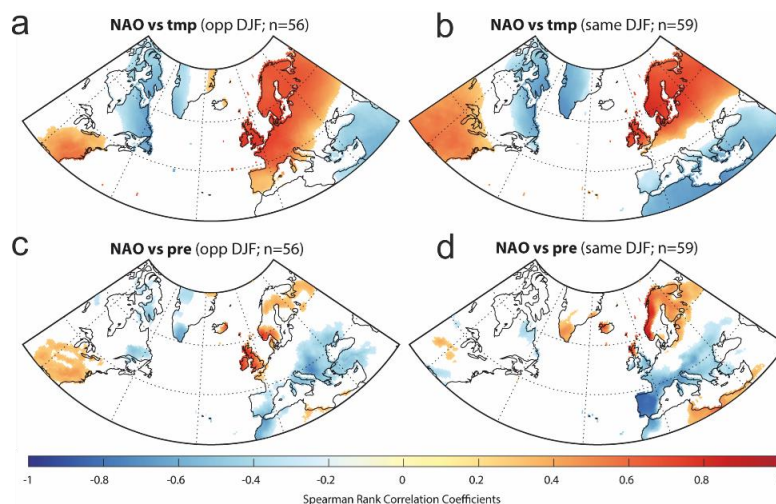 a
NAO vs tmp (opp DJF; n=56)
b
NAO vs tmp (same DJF; n=59)
c
NAO vs pre (opp DJF; n=56)
d
NAO vs pre (same DJF; n=59)
-1 -0.8 -0.6 -0.4 -0.2 0 0.2 0.4 0.6 0.8
Spearman Rank Correlation Coefficients